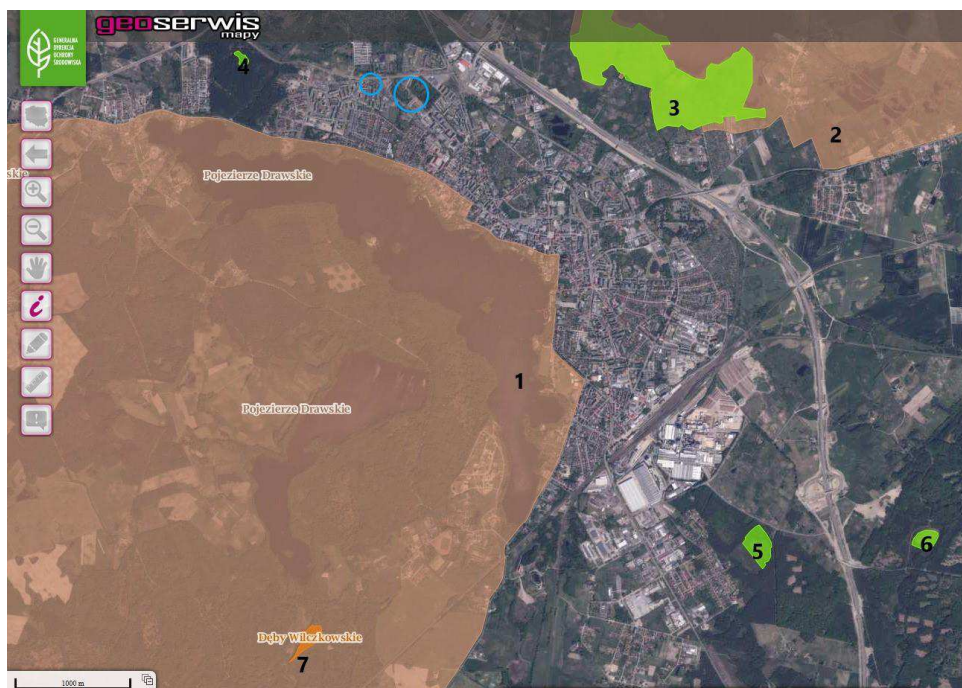 GENERALNA
DYREKCJA
OCHRONY
ŚRODOWISKA
geoserwis
mapy
4
3
2
Pojezierze Drawskie
skie
1
Pojezierze Drawskie
5
6
Dęby Wilczkowskie
7
1000 m